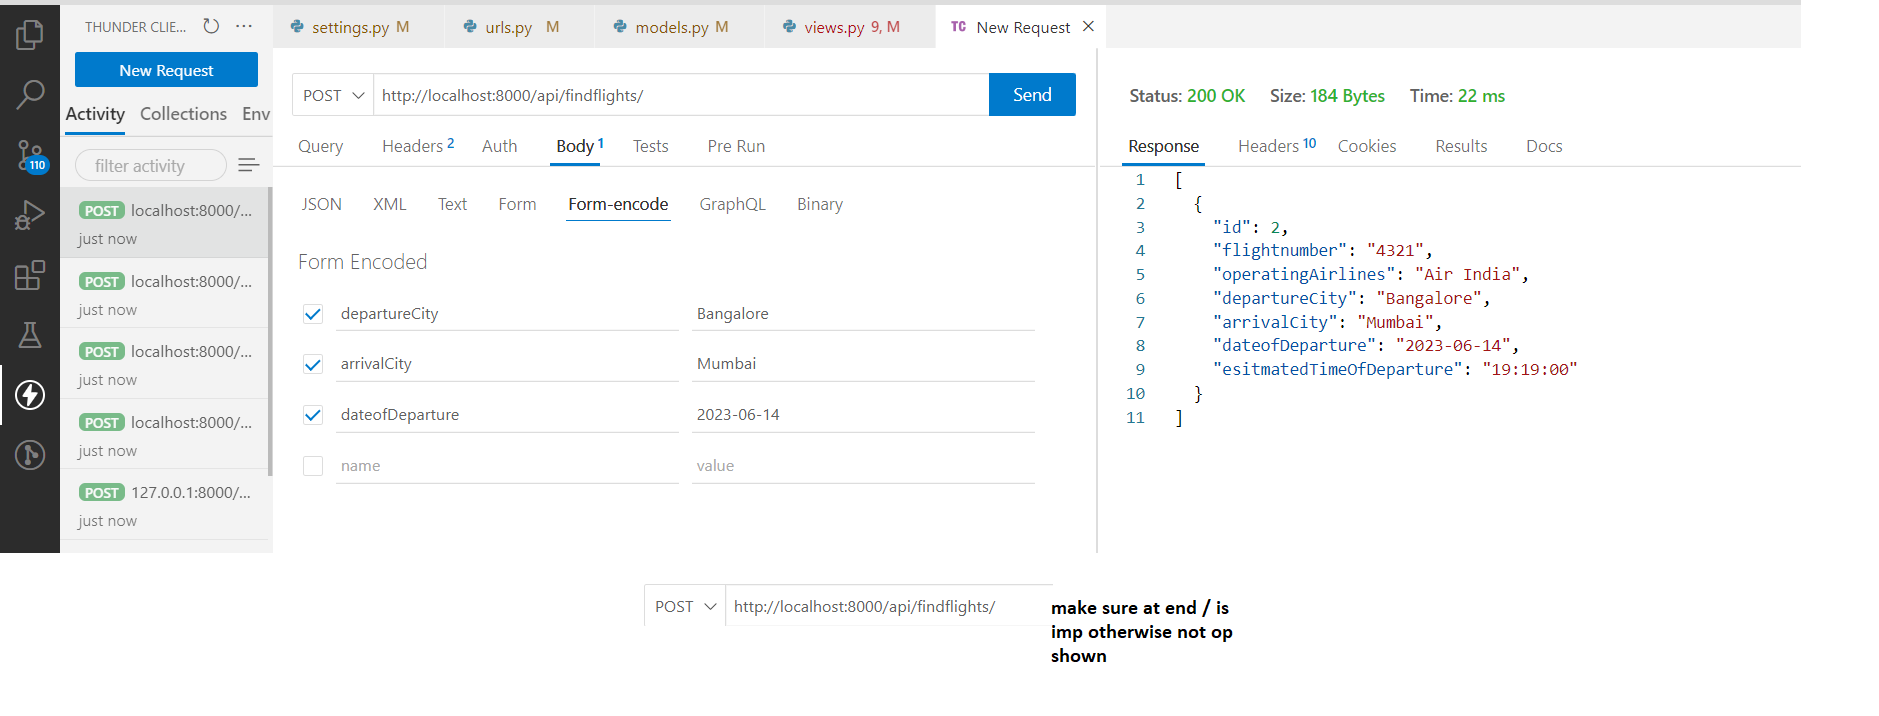 THUNDER CLIE...
settings.py M
urls.py M
models.py M
views.py 9, M
TC New Request
New Request
Activity Collections Env
filter activity
110
POST localhost:8000/...
just now
POST localhost:8000/...
just now
POST localhost:8000/...
just now
POST localhost:8000/...
just now
POST 127.0.0.1:8000/...
just now
POST http://localhost:8000/api/findflights/ Send
Query Headers 2 Auth Body 1 Tests Pre Run
JSON XML Text Form Form-encode GraphQL Binary
Form Encoded
departureCity Bangalore
arrivalCity Mumbai
dateofDeparture 2023-06-14
name value
Status: 200 OK Size: 184 Bytes Time: 22 ms
Response Headers 10 Cookies Results Docs
1 [
2 {
3 "id": 2,
4 "flightnumber": "4321",
5 "operatingAirlines": "Air India",
6 "departureCity": "Bangalore",
7 "arrivalCity": "Mumbai",
8 "dateofDeparture": "2023-06-14",
9 "esitmatedTimeOfDeparture": "19:19:00"
10 }
11 ]
POST http://localhost:8000/api/findflights/
make sure at end / is
imp otherwise not op
shown